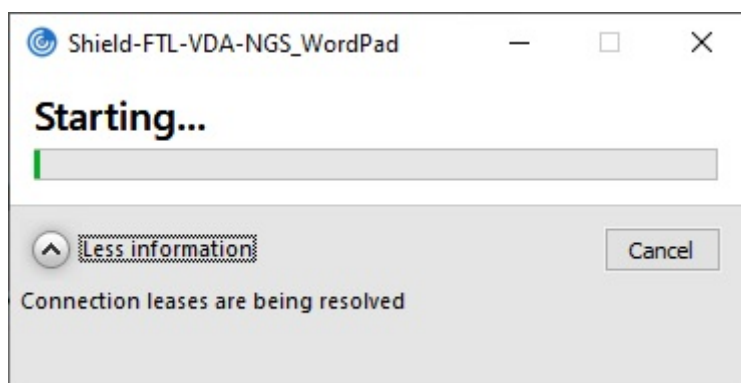 Shield-FTL-VDA-NGS_WordPad
Starting...
Less information
Cancel
Connection leases are being resolved